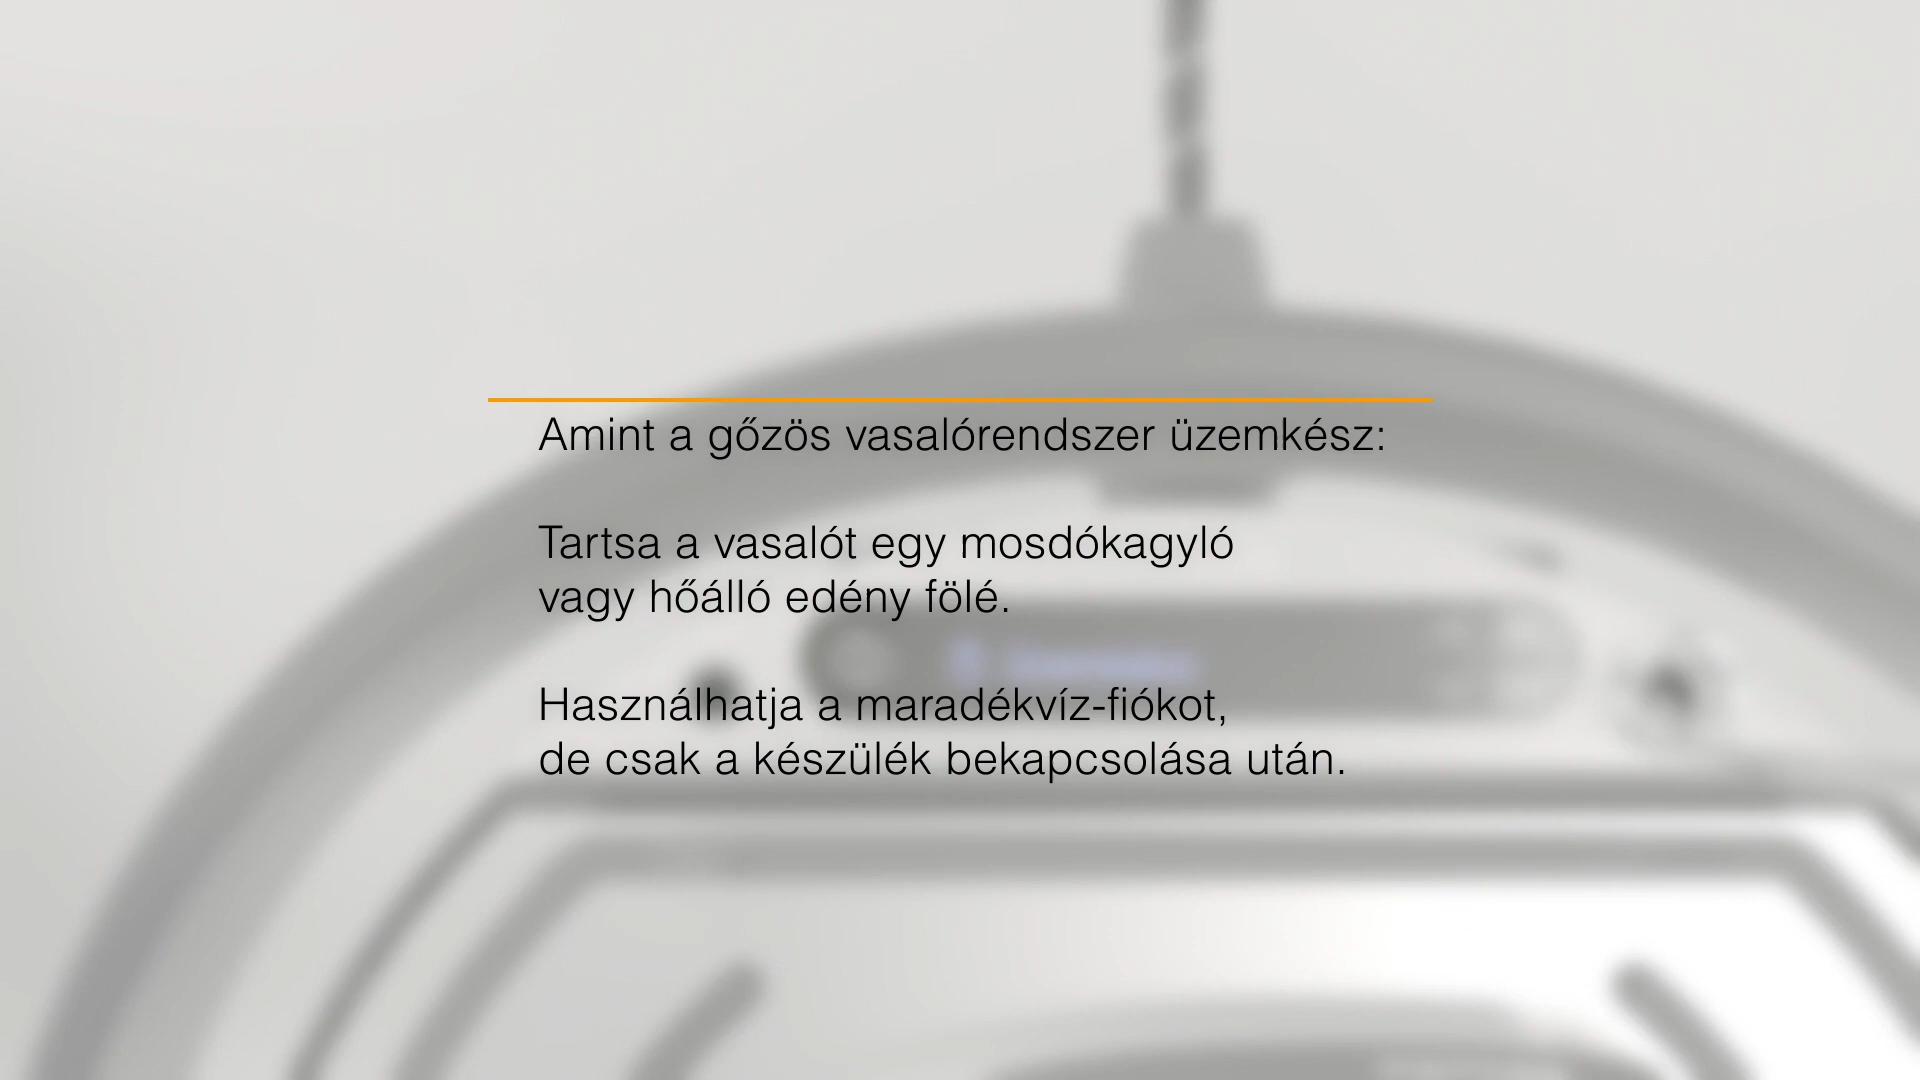 Amint a gőzös vasalórendszer üzemkész:
Tartsa a vasalót egy mosdókagyló
vagy hőálló edény fölé.
Használhatja a maradékvíz-fiókot,
de csak a készülék bekapcsolása után.